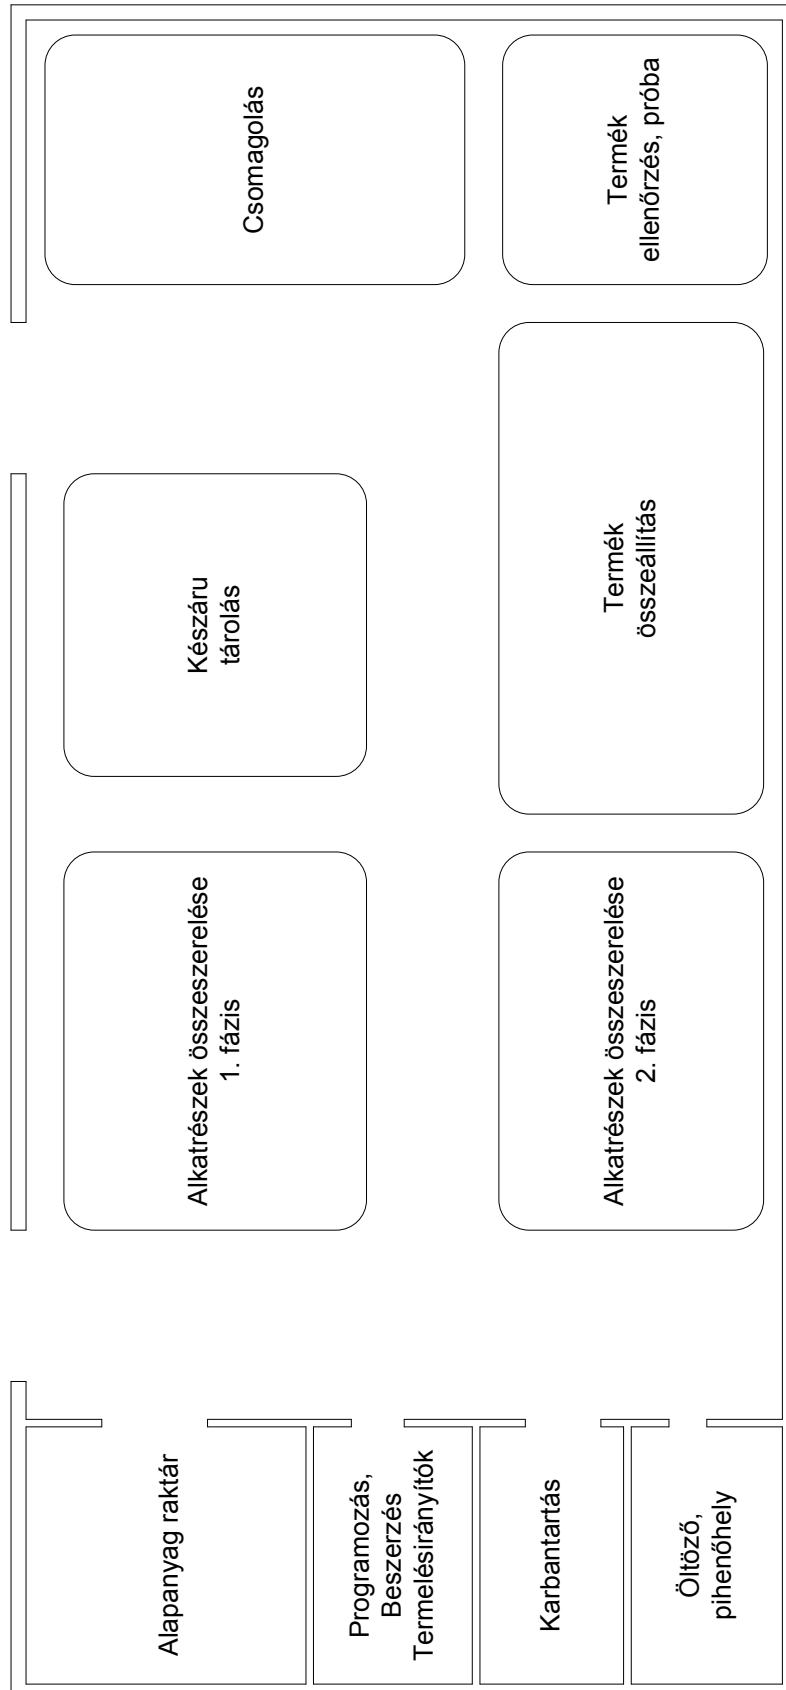 Alapanyag raktár
Alkatrészek összeszerelése
1. fázis
Készáru
tárolás
Csomagolás
Programozás,
Beszerzés
Termelésirányítók
Karbantartás
Öltöző,
pihenőhely
Alkatrészek összeszerelése
2. fázis
Termék
összeállítás
Termék
ellenőrzés, próba